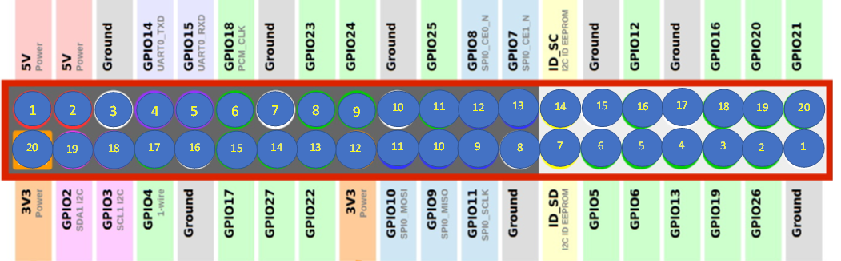 5V
Power
5V
Power
Ground
GPIO14
UART0_TXD
GPIO15
UART0_RXD
GPIO18
PCM_CLK
Ground
GPIO23
GPIO24
Ground
GPIO25
GPIO8
SPI0_CE0_N
GPIO7
SPI0_CE1_N
ID_SC
I2C ID EEPROM
Ground
GPIO12
Ground
GPIO16
GPIO20
GPIO21
1 2 3 4 5 6 7 8 9 10 11 12 13 14 15 16 17 18 19 20
20 19 18 17 16 15 14 13 12 11 10 9 8 7 6 5 4 3 2 1
3V3
Power
GPIO2
SDA1 I2C
GPIO3
SCL1 I2C
GPIO4
1-wire
Ground
GPIO17
GPIO27
GPIO22
3V3
Power
GPIO10
SPI0_MOSI
GPIO9
SPI0_MISO
GPIO11
SPI0_SCLK
Ground
ID_SD
I2C ID EEPROM
GPIO5
GPIO6
GPIO13
GPIO19
GPIO26
Ground